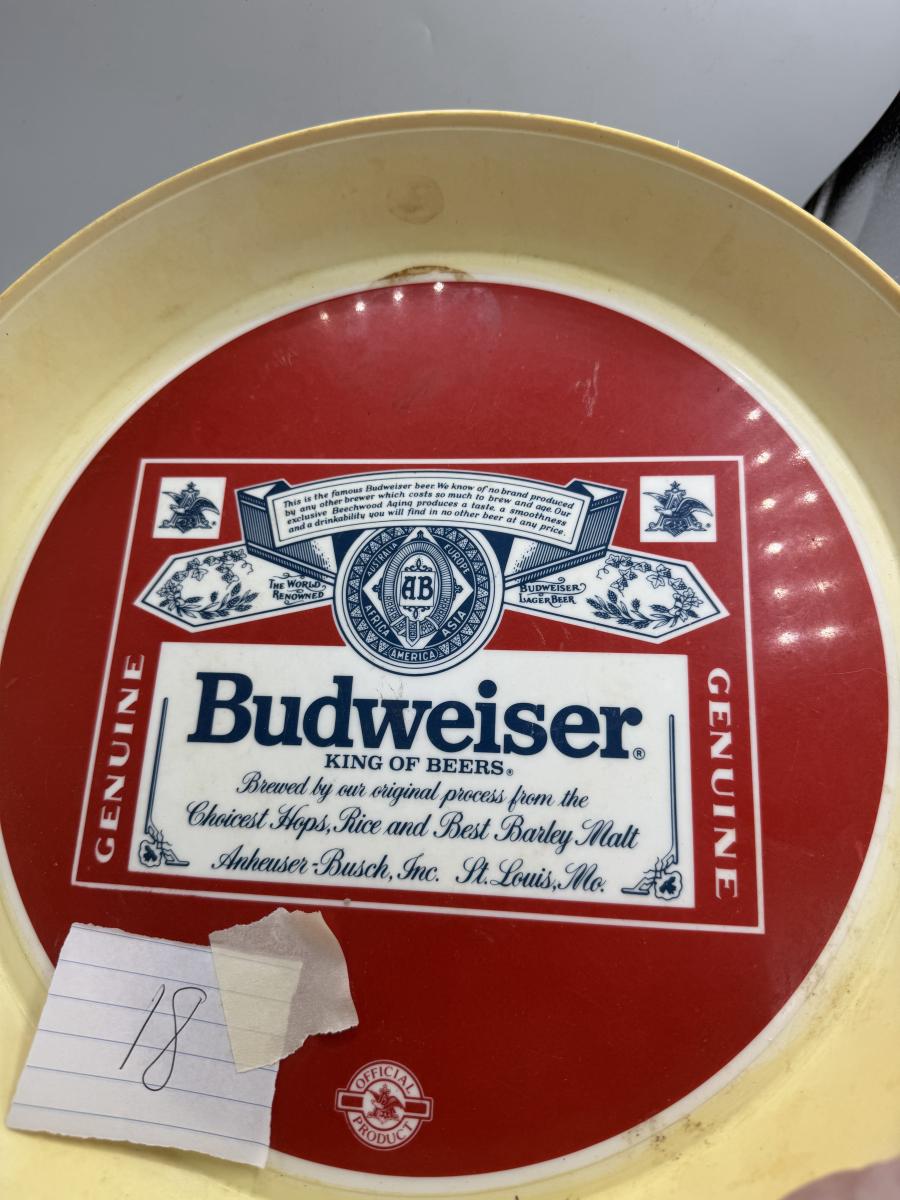 This is the famous Budweiser beer. We know of no brand produced
by any other brewer which costs so much to brew and age. Our
exclusive Beechwood Aging produces a taste, a smoothness
and a drinkability you will find in no other beer at any price.
THE WORLD
RENOWNED
BUDWEISER
LAGER BEER
AUSTRALIA
EUROPE
AB
AFRICA
ASIA
AMERICA
GENUINE
GENUINE
Budweiser®
KING OF BEERS®
Brewed by our original process from the
Choicest Hops, Rice and Best Barley Malt
Anheuser-Busch, Inc. St. Louis, Mo.
18
OFFICIAL
PRODUCT